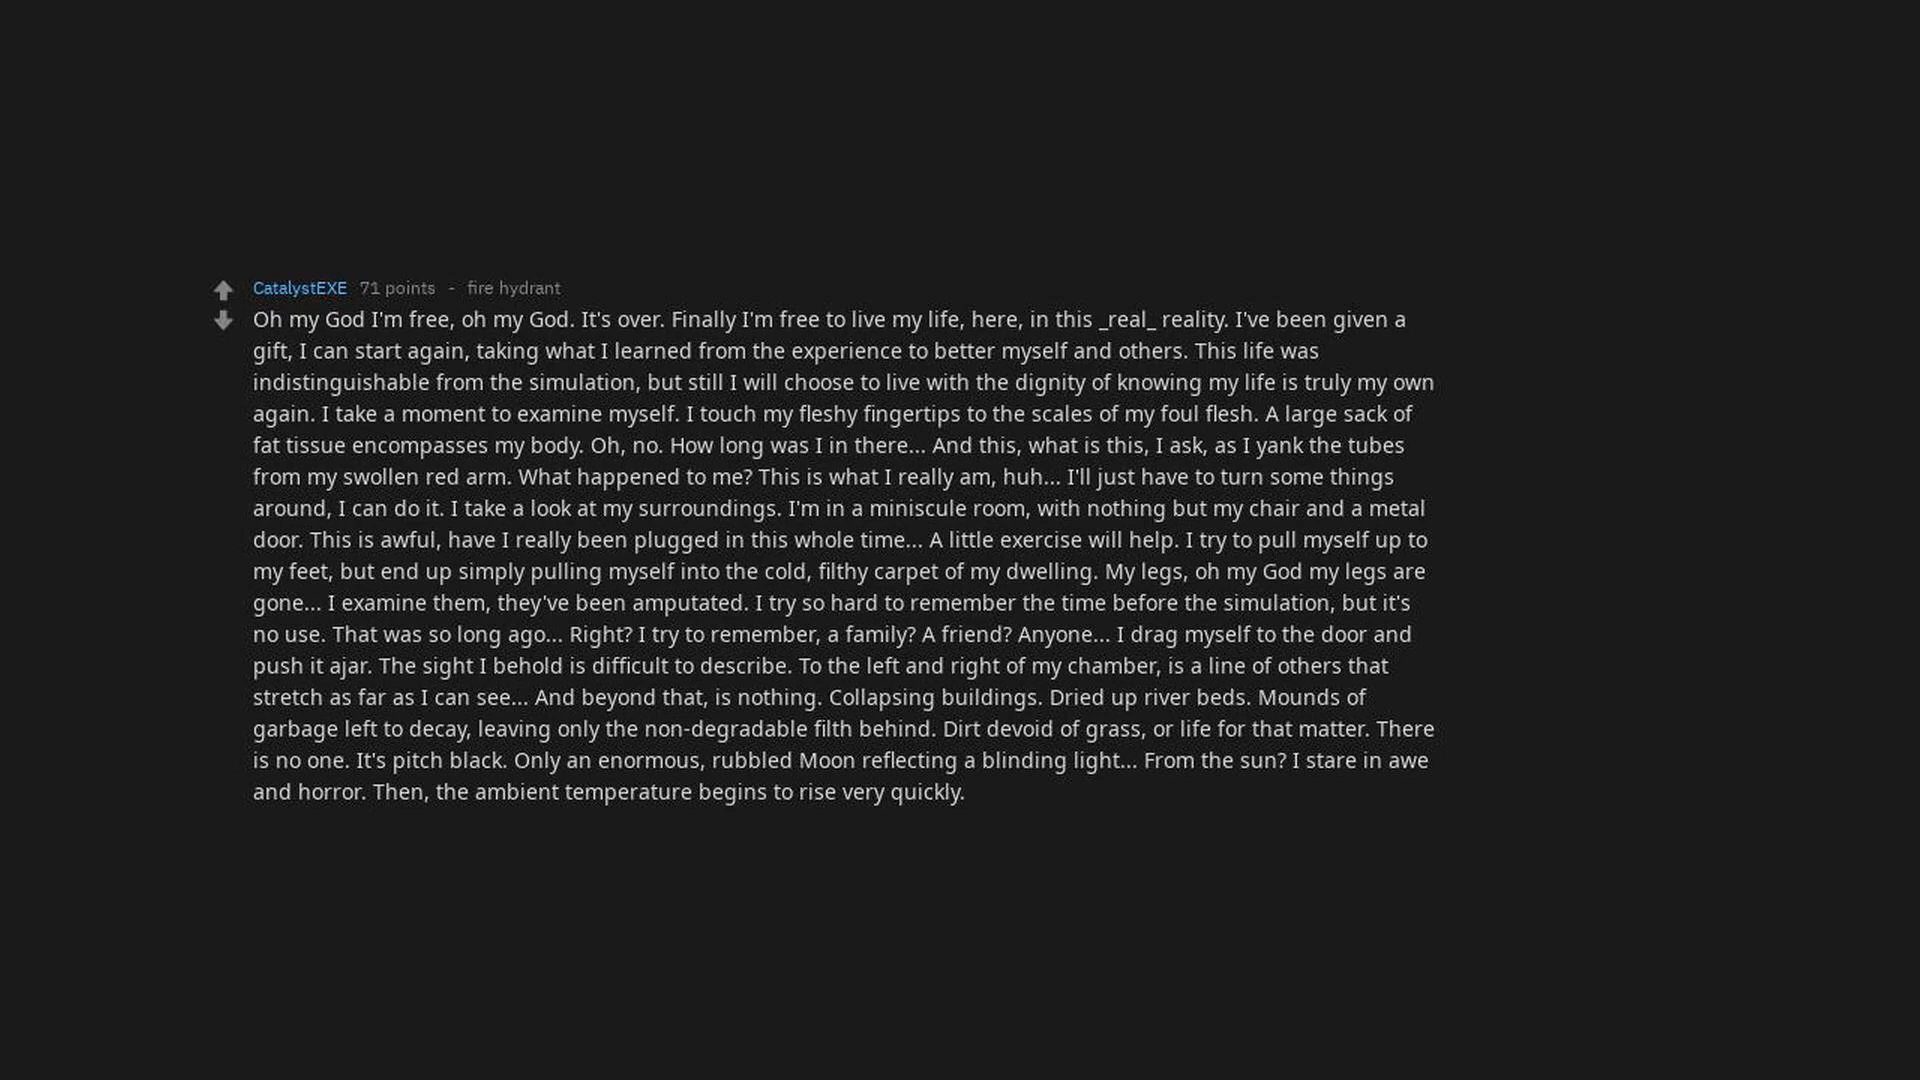 CatalystEXE 71 points - fire hydrant
Oh my God I'm free, oh my God. It's over. Finally I'm free to live my life, here, in this _real_ reality. I've been given a
gift, I can start again, taking what I learned from the experience to better myself and others. This life was
indistinguishable from the simulation, but still I will choose to live with the dignity of knowing my life is truly my own
again. I take a moment to examine myself. I touch my fleshy fingertips to the scales of my foul flesh. A large sack of
fat tissue encompasses my body. Oh, no. How long was I in there... And this, what is this, I ask, as I yank the tubes
from my swollen red arm. What happened to me? This is what I really am, huh... I'll just have to turn some things
around, I can do it. I take a look at my surroundings. I'm in a miniscule room, with nothing but my chair and a metal
door. This is awful, have I really been plugged in this whole time... A little exercise will help. I try to pull myself up to
my feet, but end up simply pulling myself into the cold, filthy carpet of my dwelling. My legs, oh my God my legs are
gone... I examine them, they've been amputated. I try so hard to remember the time before the simulation, but it's
no use. That was so long ago... Right? I try to remember, a family? A friend? Anyone... I drag myself to the door and
push it ajar. The sight I behold is difficult to describe. To the left and right of my chamber, is a line of others that
stretch as far as I can see... And beyond that, is nothing. Collapsing buildings. Dried up river beds. Mounds of
garbage left to decay, leaving only the non-degradable filth behind. Dirt devoid of grass, or life for that matter. There
is no one. It's pitch black. Only an enormous, rubbled Moon reflecting a blinding light... From the sun? I stare in awe
and horror. Then, the ambient temperature begins to rise very quickly.